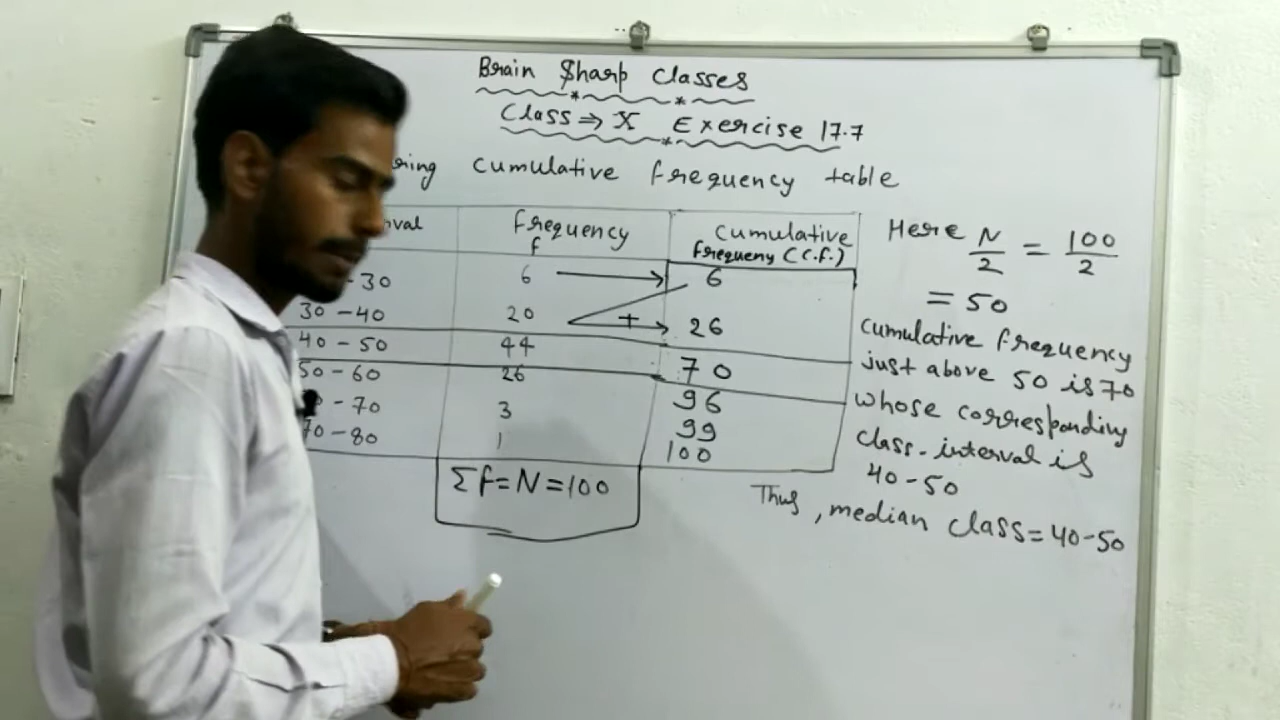 Brain Sharp Classes
Class ⇒ X Exercise 17.7
cumulative frequency table
Frequency f
Cumulative frequeny (c.f.)
30 6 6
30-40 20 + 26
40-50 44 70
50-60 26 96
-70 3 99
70-80 1 100
Σf=N=100
Here N/2 = 100/2
= 50
Cumulative frequency
just above 50 is 70
whose corresponding
class-interval is
40-50
Thus, median class=40-50